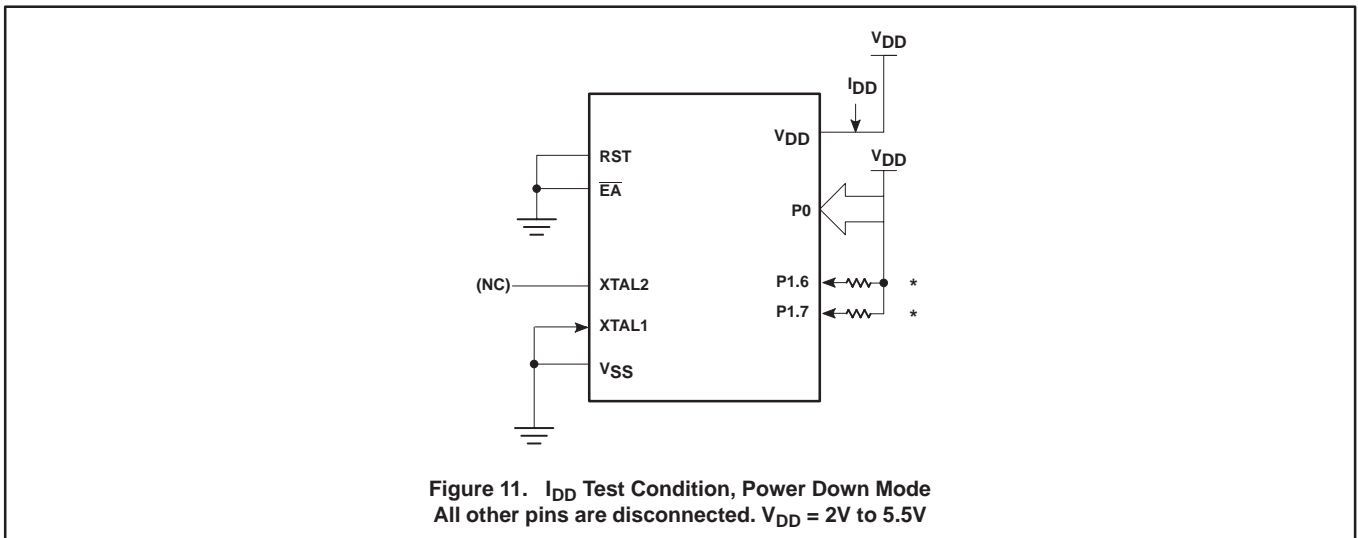 VDD
IDD
VDD
RST
VDD
EA
P0
(NC)
XTAL2
P1.6
*
XTAL1
P1.7
*
VSS
Figure 11. IDD Test Condition, Power Down Mode
All other pins are disconnected. VDD = 2V to 5.5V